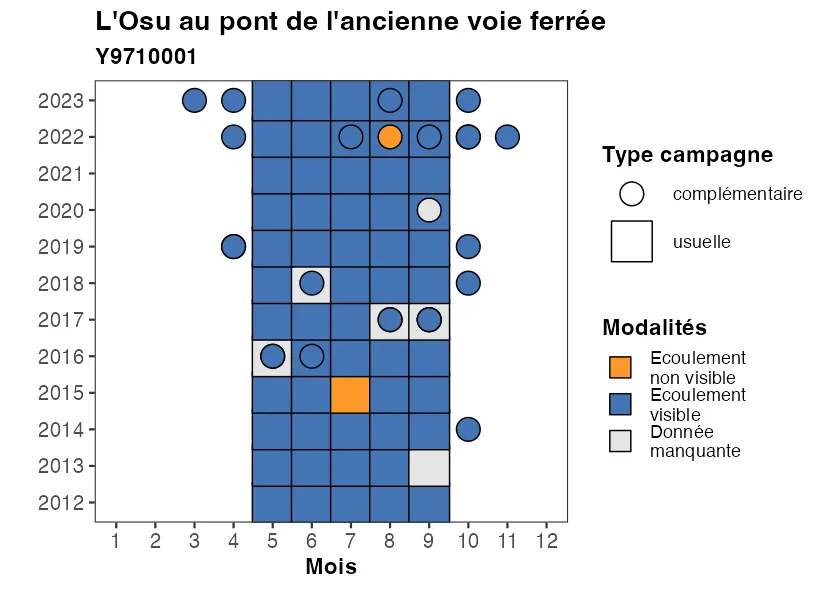 L'Osu au pont de l'ancienne voie ferrée
Y9710001
2023
2022
2021
2020
2019
2018
2017
2016
2015
2014
2013
2012
1 2 3 4 5 6 7 8 9 10 11 12
Mois
Type campagne
complémentaire
usuelle
Modalités
Ecoulement
non visible
Ecoulement
visible
Donnée
manquante